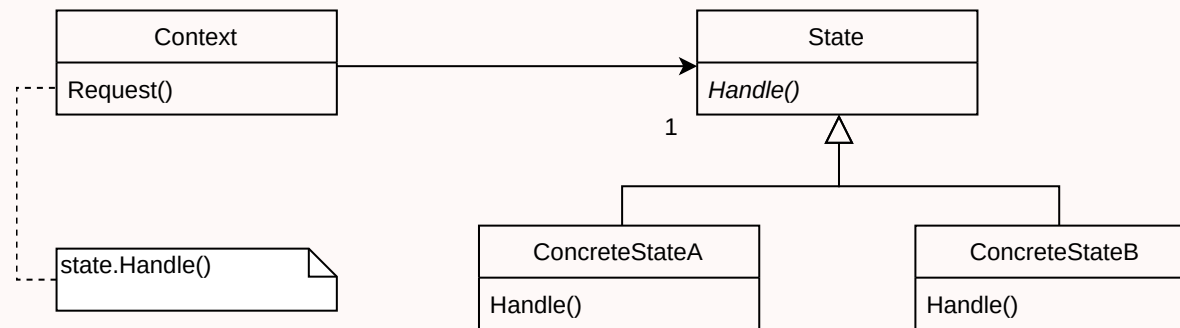 Context
State
Request()
Handle()
1
state.Handle()
ConcreteStateA
ConcreteStateB
Handle()
Handle()